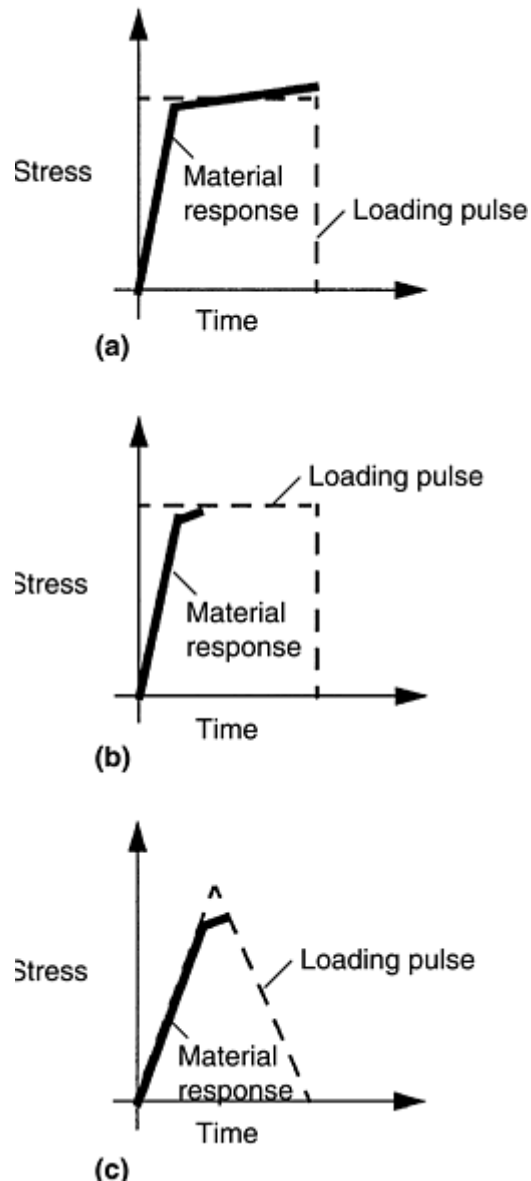 Stress
Material
response
Loading pulse
Time
(a)
Loading pulse
Stress
Material
response
Time
(b)
Stress
Loading pulse
Material
response
Time
(c)